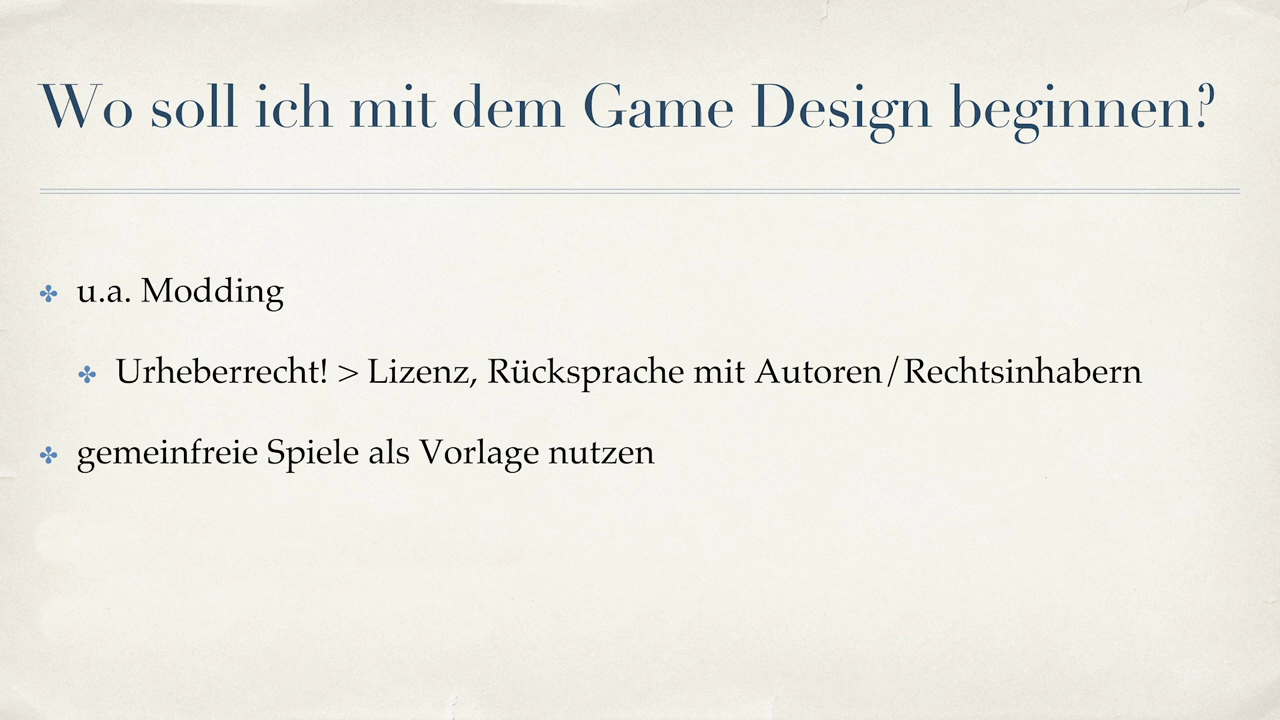 Wo soll ich mit dem Game Design beginnen?
u.a. Modding
Urheberrecht! > Lizenz, Rücksprache mit Autoren/Rechtsinhabern
gemeinfreie Spiele als Vorlage nutzen